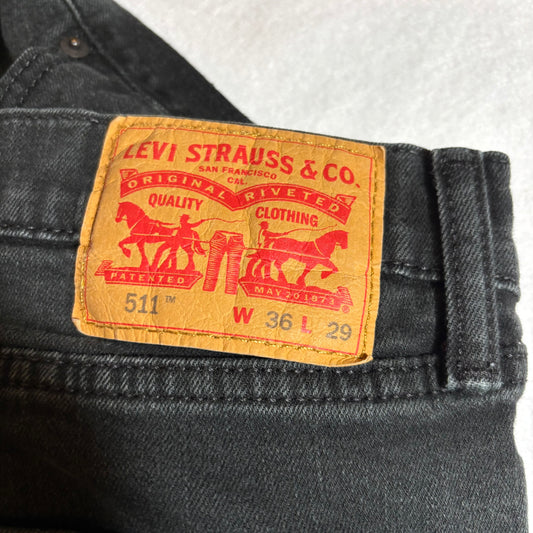 LEVI STRAUSS & CO.
SAN FRANCISCO
CAL.
ORIGINAL RIVETED
QUALITY CLOTHING
PATENTED MAY 20 1873
511™ W 36 L 29